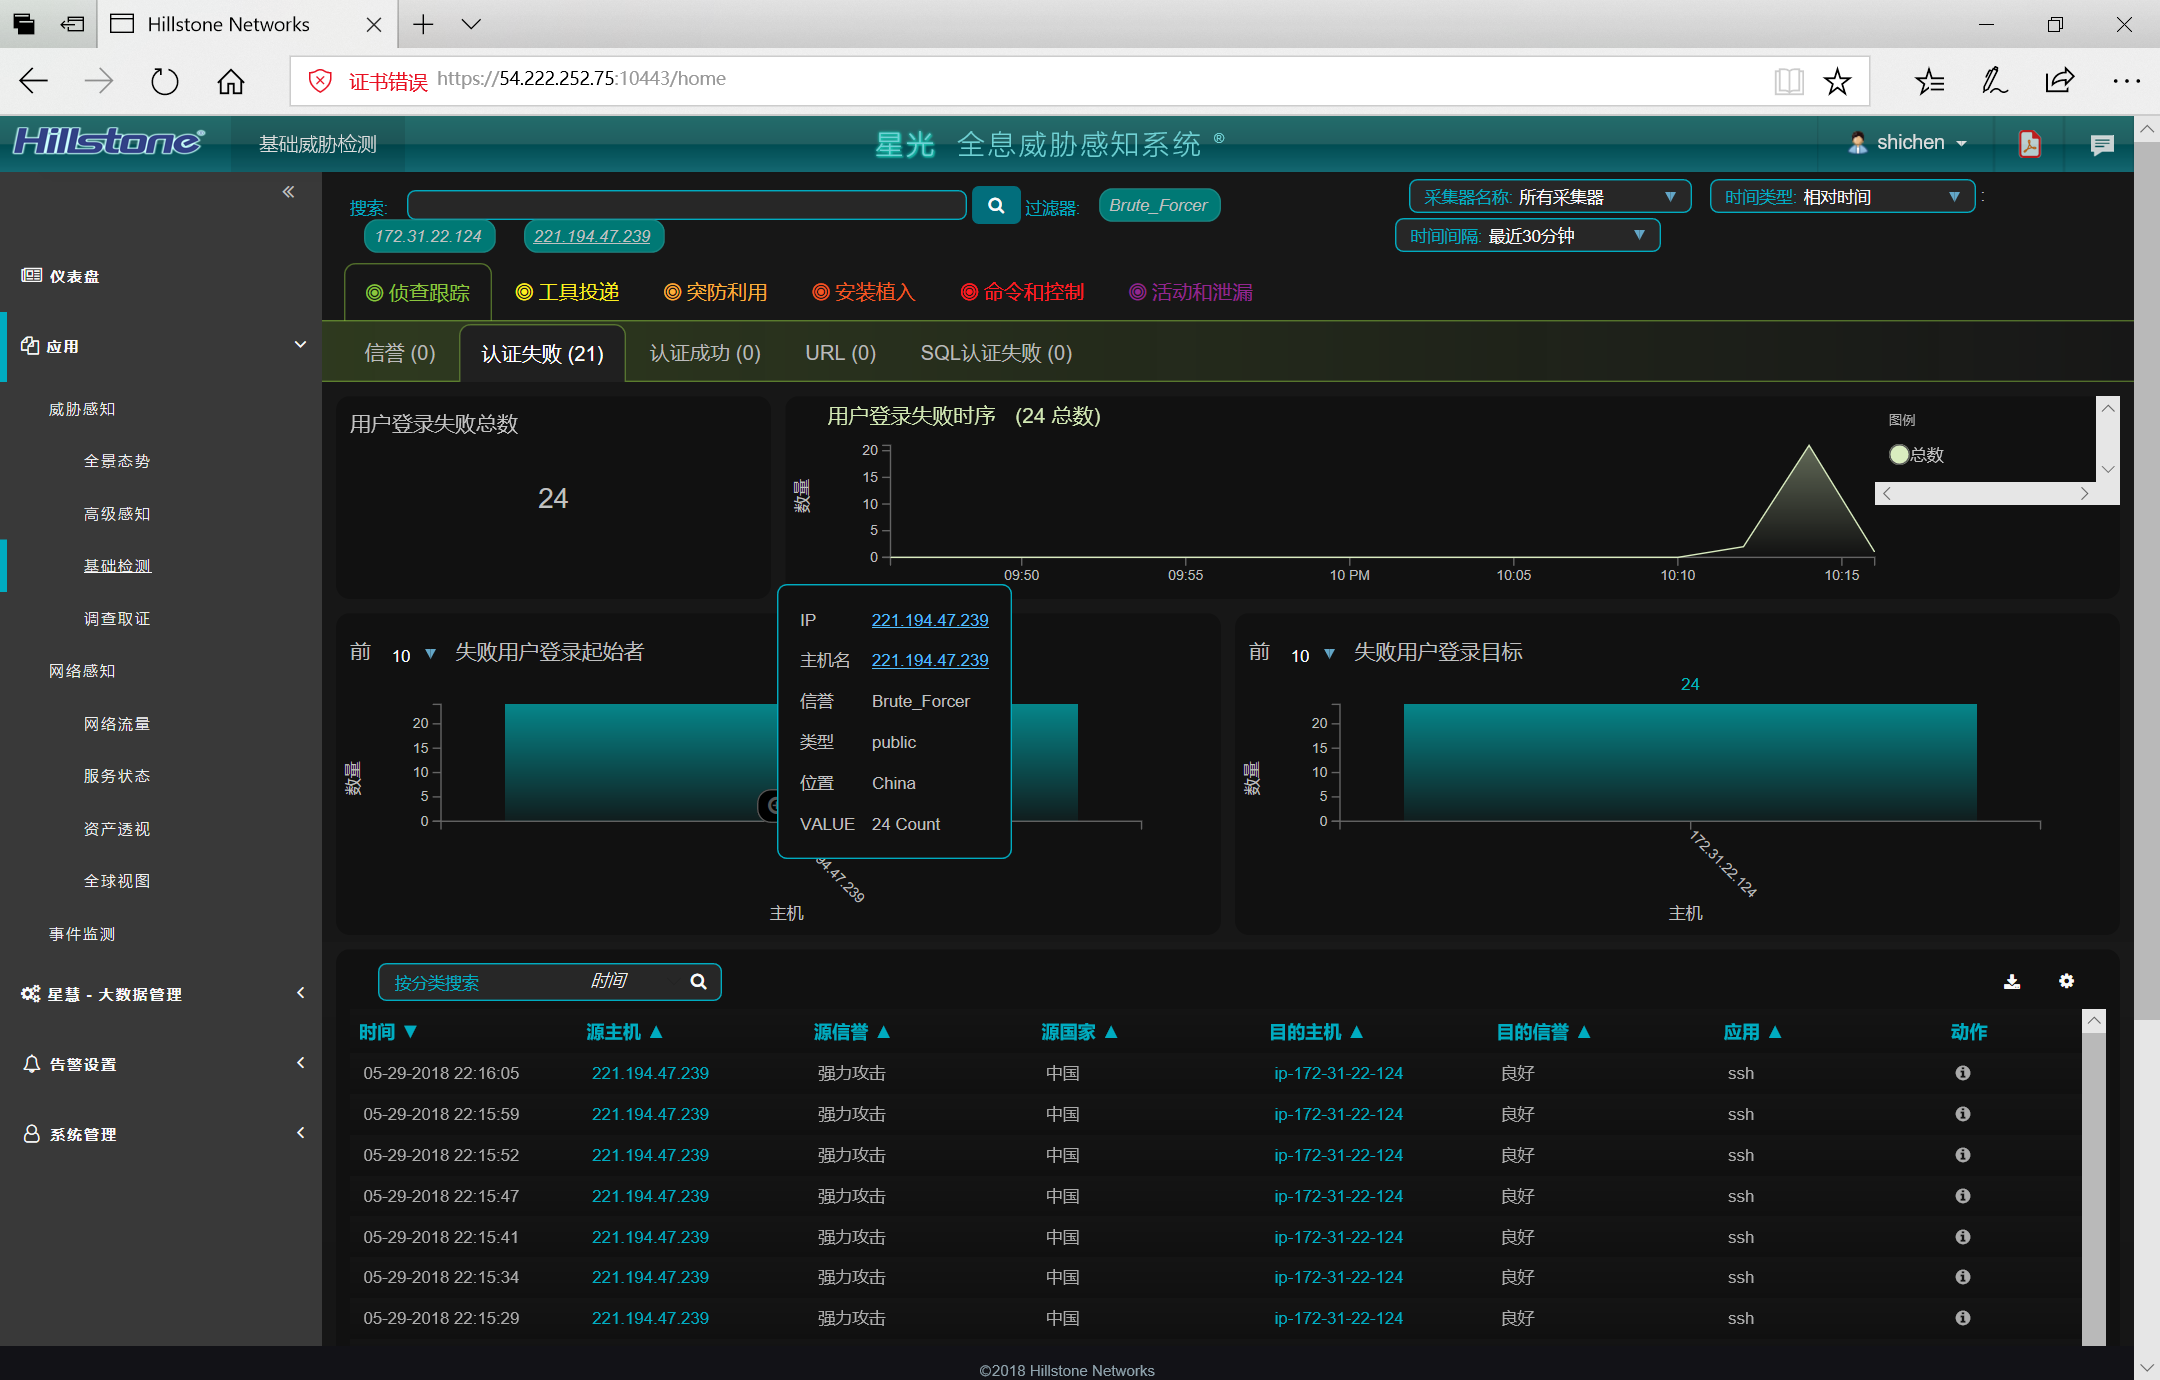 Hillstone Networks
证书错误 https://54.222.252.75:10443/home
Hillstone® 基础威胁检测 星光 全息威胁感知系统 ® shichen
搜索: 过滤器: Brute_Forcer 采集器名称: 所有采集器 时间类型: 相对时间 :
172.31.22.124 221.194.47.239 时间间隔: 最近30分钟
侦查跟踪 工具投递 突防利用 安装植入 命令和控制 活动和泄漏
信誉 (0) 认证失败 (21) 认证成功 (0) URL (0) SQL认证失败 (0)
仪表盘
应用
威胁感知
全景态势
高级感知
基础检测
调查取证
网络感知
网络流量
服务状态
资产透视
全球视图
事件监测
星慧 - 大数据管理
告警设置
系统管理
用户登录失败总数
24
用户登录失败时序 (24 总数)
图例
总数
数量
20
15
10
5
0
09:50 09:55 10 PM 10:05 10:10 10:15
前 10 失败用户登录起始者
数量
20
15
10
5
0
94.47.239
主机
IP 221.194.47.239
主机名 221.194.47.239
信誉 Brute_Forcer
类型 public
位置 China
VALUE 24 Count
前 10 失败用户登录目标
24
数量
20
15
10
5
0
172.31.22.124
主机
按分类搜索 时间
时间 ▼ 源主机 ▲ 源信誉 ▲ 源国家 ▲ 目的主机 ▲ 目的信誉 ▲ 应用 ▲ 动作
05-29-2018 22:16:05 221.194.47.239 强力攻击 中国 ip-172-31-22-124 良好 ssh
05-29-2018 22:15:59 221.194.47.239 强力攻击 中国 ip-172-31-22-124 良好 ssh
05-29-2018 22:15:52 221.194.47.239 强力攻击 中国 ip-172-31-22-124 良好 ssh
05-29-2018 22:15:47 221.194.47.239 强力攻击 中国 ip-172-31-22-124 良好 ssh
05-29-2018 22:15:41 221.194.47.239 强力攻击 中国 ip-172-31-22-124 良好 ssh
05-29-2018 22:15:34 221.194.47.239 强力攻击 中国 ip-172-31-22-124 良好 ssh
05-29-2018 22:15:29 221.194.47.239 强力攻击 中国 ip-172-31-22-124 良好 ssh
©2018 Hillstone Networks